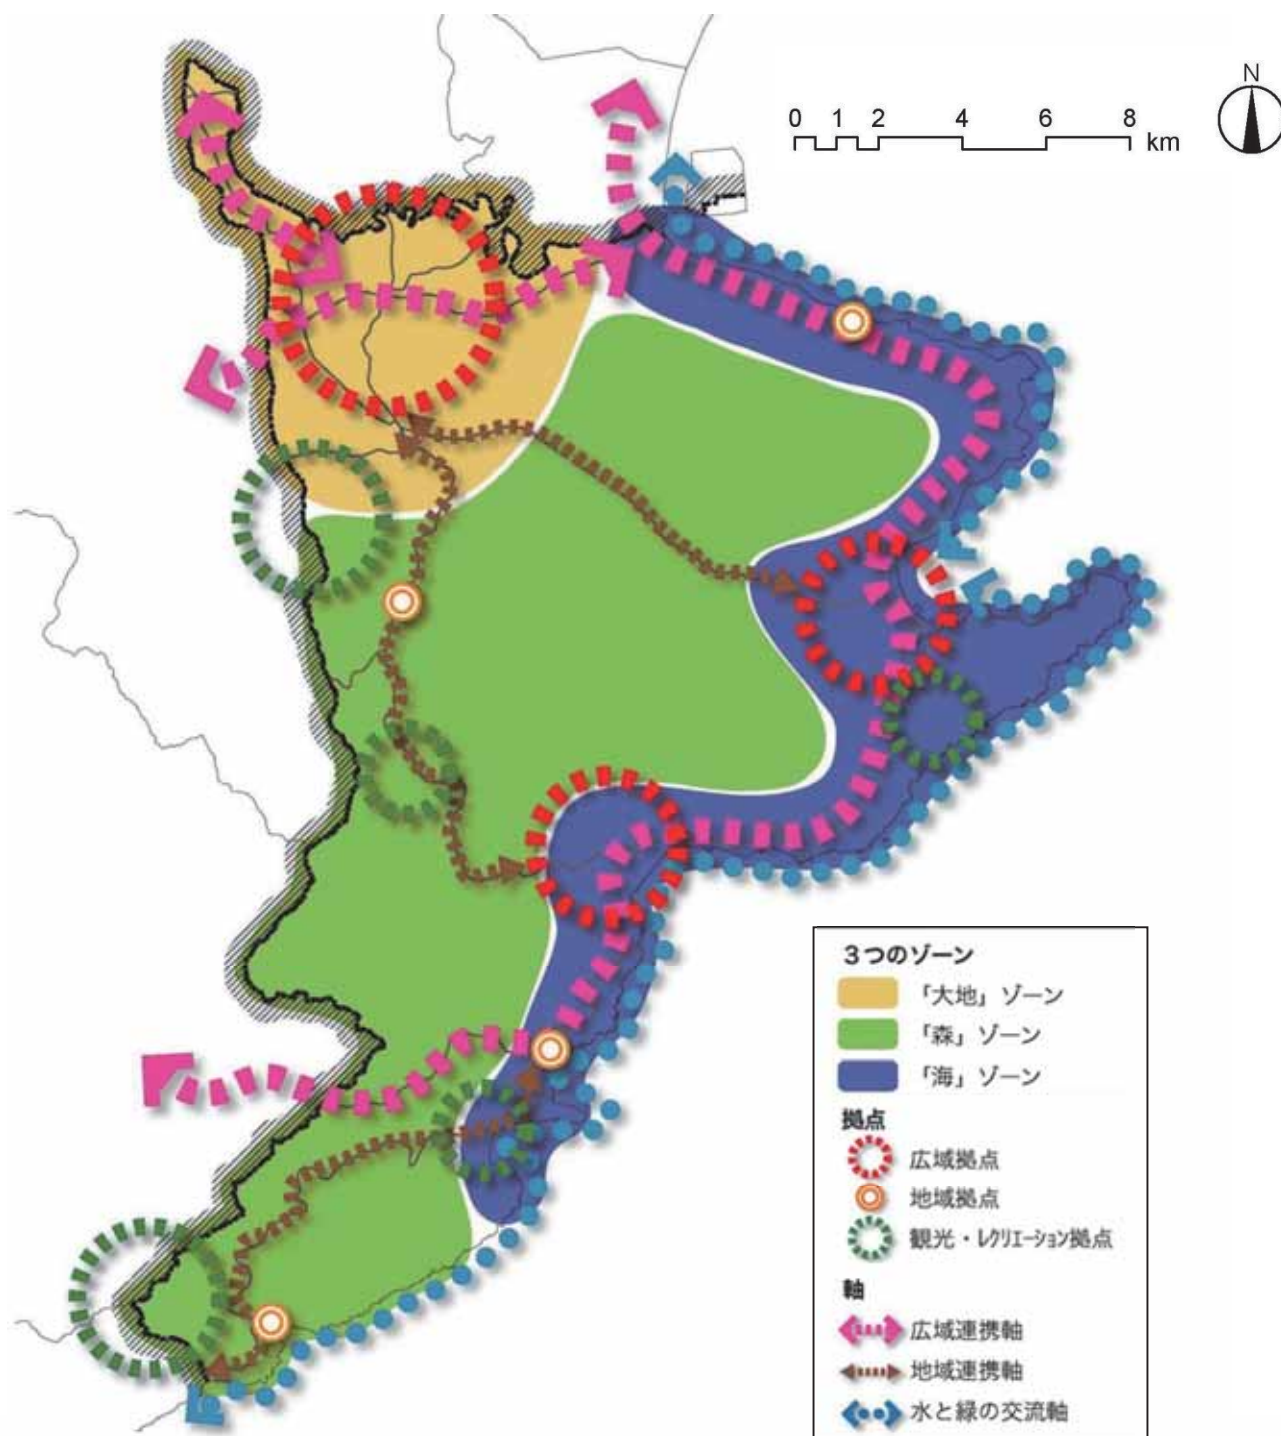 N
0 1 2 4 6 8 km
3つのゾーン
「大地」ゾーン
「森」ゾーン
「海」ゾーン
拠点
広域拠点
地域拠点
観光・レクリエーション拠点
軸
広域連携軸
地域連携軸
水と緑の交流軸